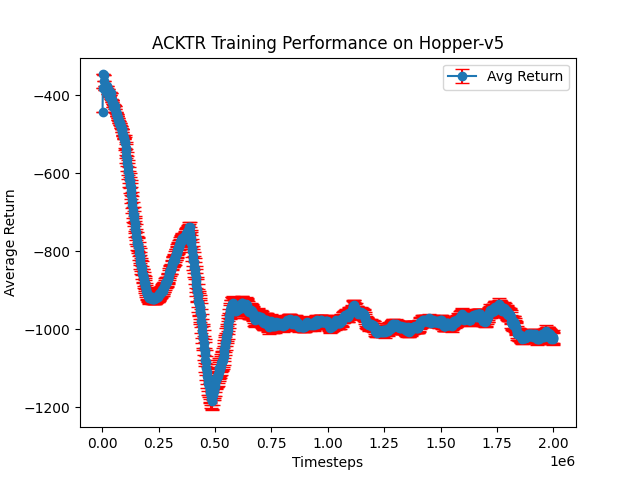 ACKTR Training Performance on Hopper-v5
Avg Return
Average Return
−400
−600
−800
−1000
−1200
0.00 0.25 0.50 0.75 1.00 1.25 1.50 1.75 2.00
Timesteps
1e6